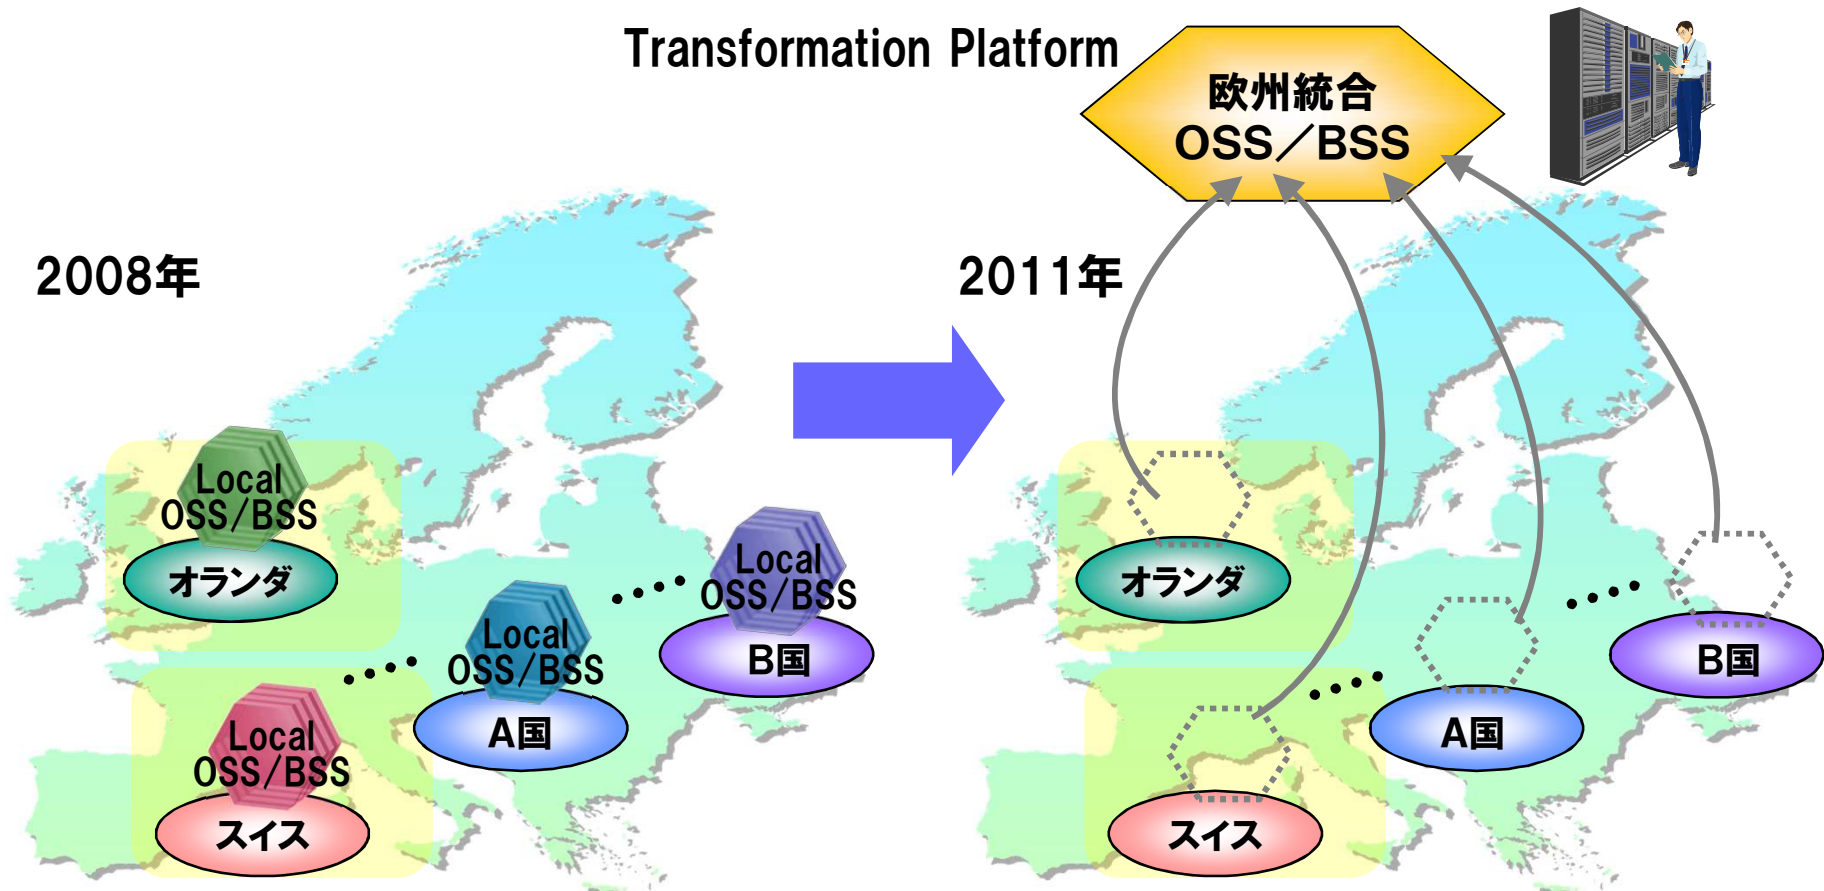 Transformation Platform
欧州統合
OSS／BSS
2008年
2011年
Local
OSS/BSS
オランダ
Local
OSS/BSS
B国
Local
OSS/BSS
A国
Local
OSS/BSS
スイス
オランダ
B国
A国
スイス